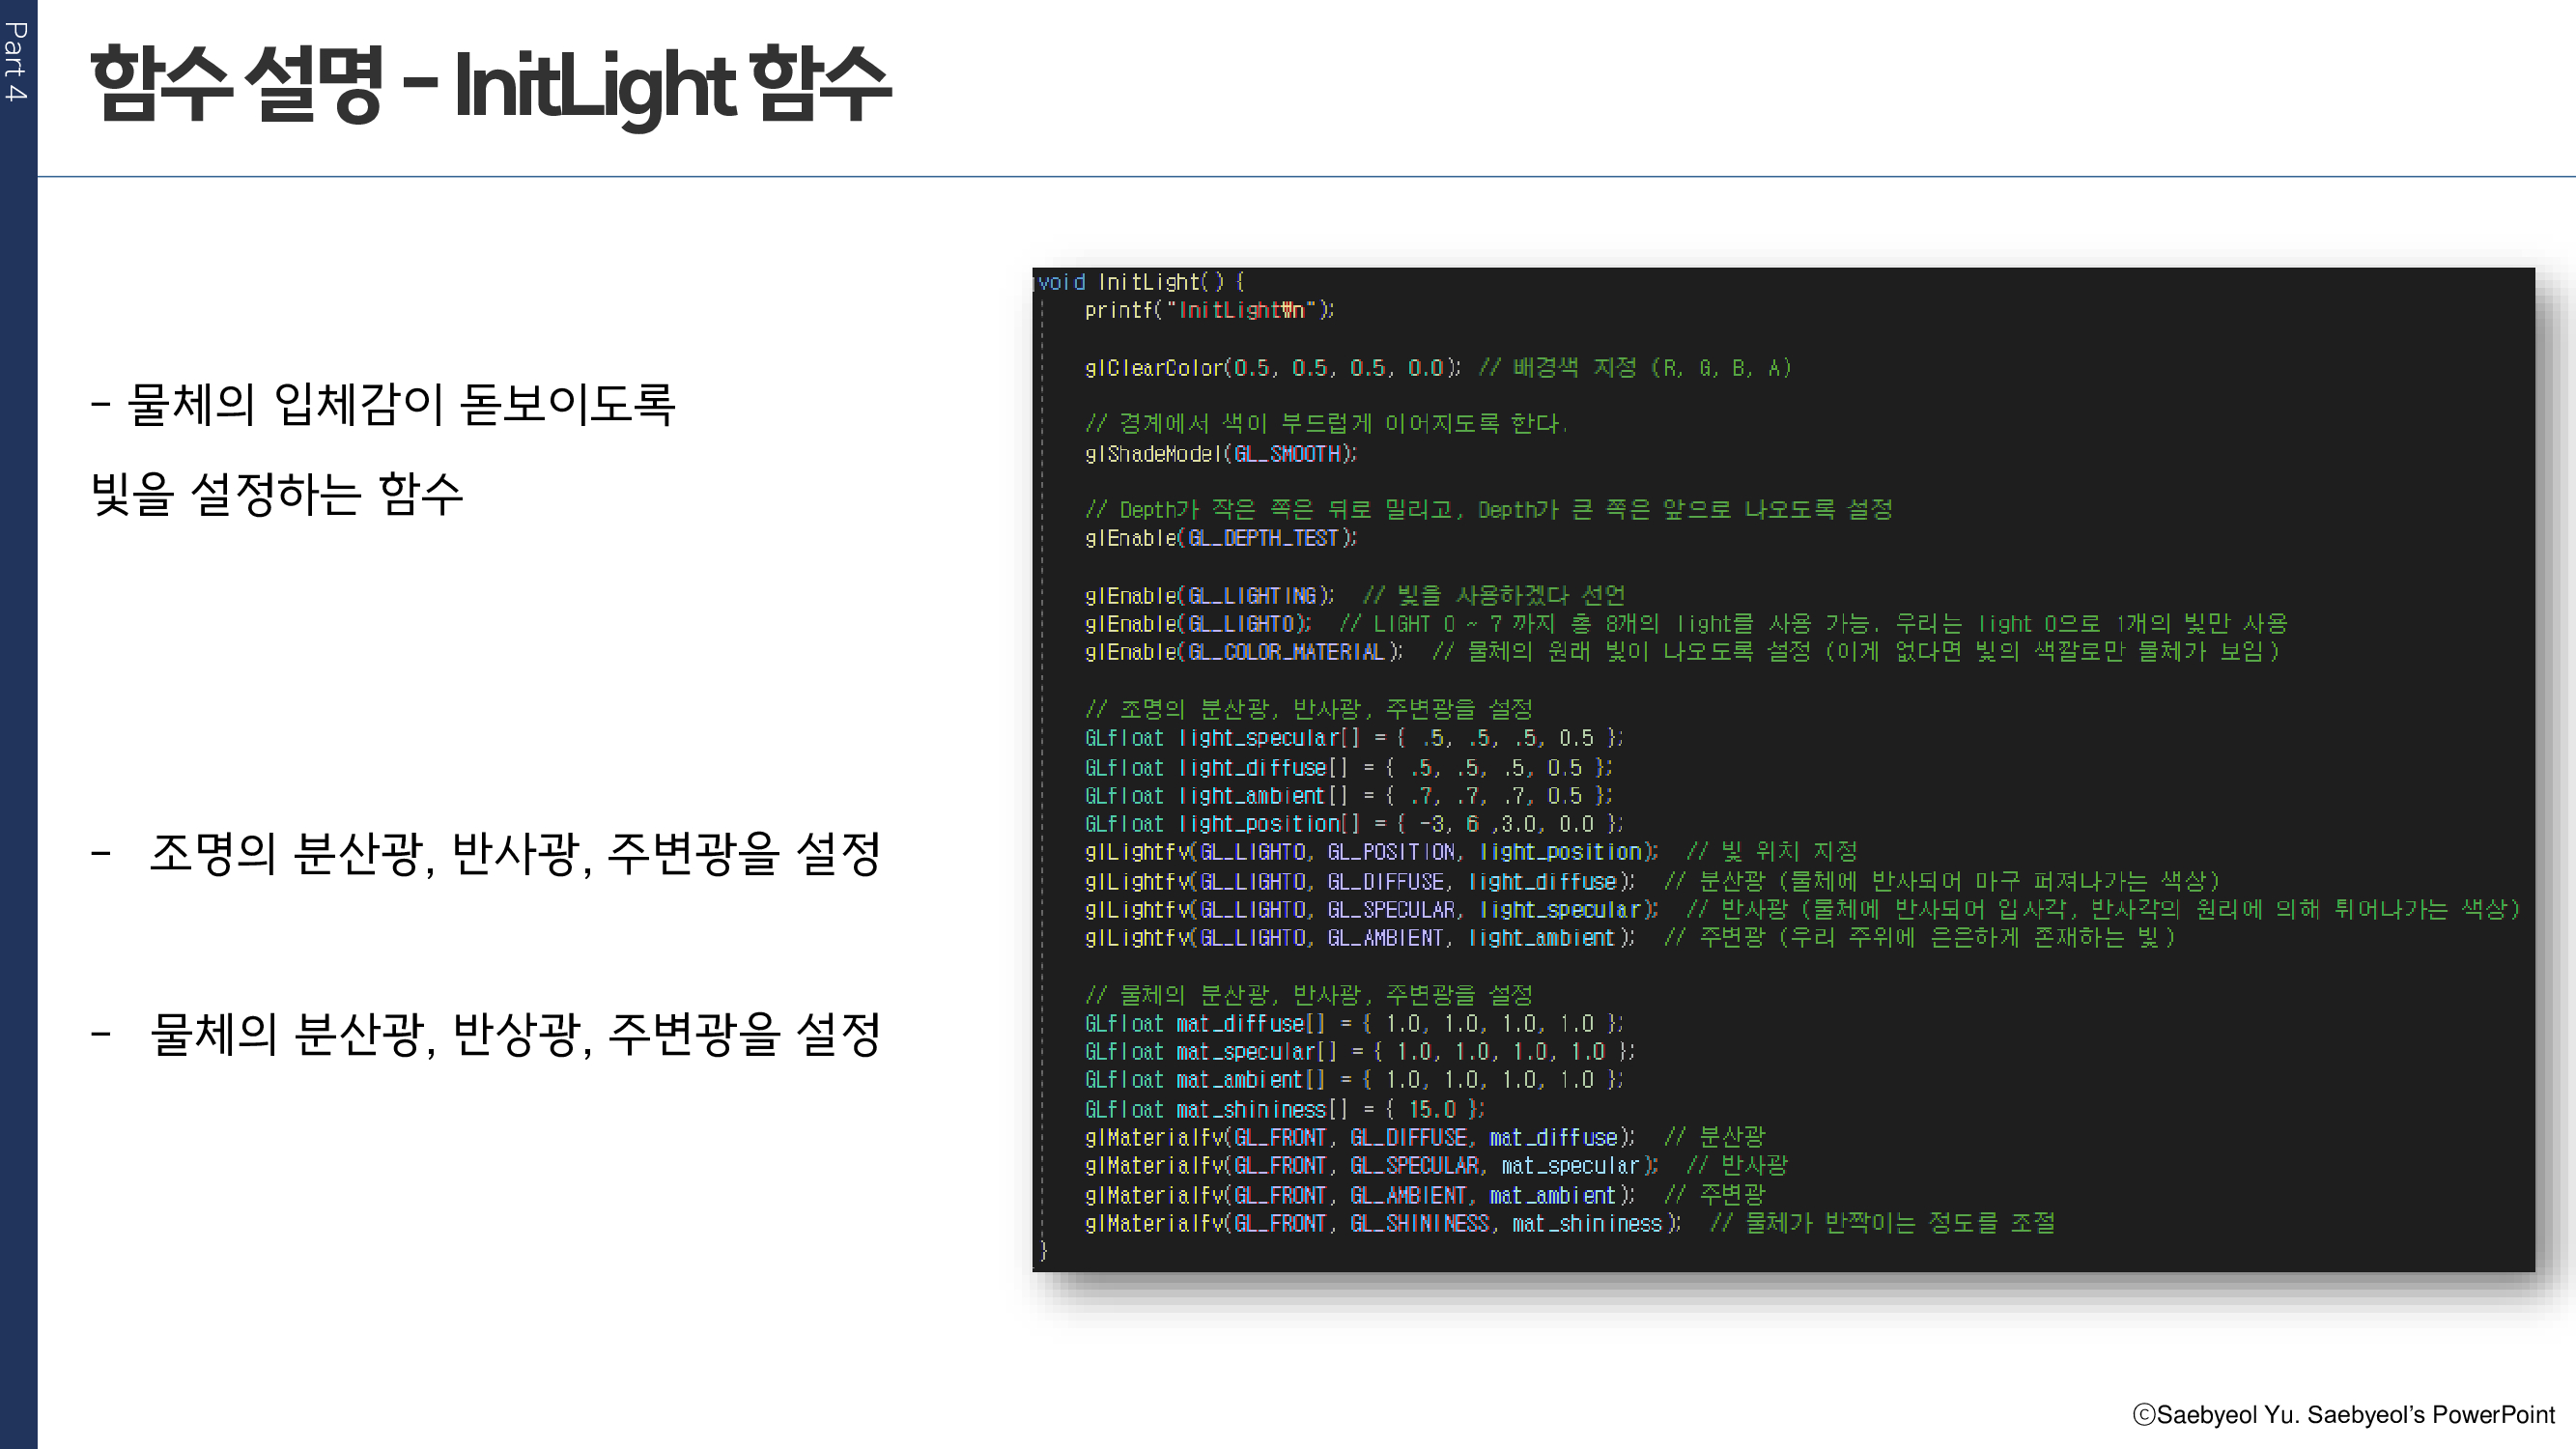 Part 4
함수 설명 - InitLight 함수
- 물체의 입체감이 돋보이도록
빛을 설정하는 함수
- 조명의 분산광, 반사광, 주변광을 설정
- 물체의 분산광, 반상광, 주변광을 설정
void InitLight() {
printf("InitLight₩n");
glClearColor(0.5, 0.5, 0.5, 0.0); // 배경색 지정 (R, G, B, A)
// 경계에서 색이 부드럽게 이어지도록 한다.
glShadeModel(GL_SMOOTH);
// Depth가 작은 쪽은 뒤로 밀려고, Depth가 큰 쪽은 앞으로 나오도록 설정
glEnable(GL_DEPTH_TEST);
glEnable(GL_LIGHTING); // 빛을 사용하겠다 선언
glEnable(GL_LIGHT0); // LIGHT 0 ~ 7 까지 총 8개의 light를 사용 가능. 우리는 light 0으로 1개의 빛만 사용
glEnable(GL_COLOR_MATERIAL); // 물체의 원래 빛이 나오도록 설정 (이게 없다면 빛의 색깔로만 물체가 보임)
// 조명의 분산광, 반사광, 주변광을 설정
GLfloat light_specular[] = { .5, .5, .5, 0.5 };
GLfloat light_diffuse[] = { .5, .5, .5, 0.5 };
GLfloat light_ambient[] = { .7, .7, .7, 0.5 };
GLfloat light_position[] = { -3, 6 ,3.0, 0.0 };
glLightfv(GL_LIGHT0, GL_POSITION, light_position); // 빛 위치 지정
glLightfv(GL_LIGHT0, GL_DIFFUSE, light_diffuse); // 분산광 (물체에 반사되어 마구 퍼져나가는 색상)
glLightfv(GL_LIGHT0, GL_SPECULAR, light_specular); // 반사광 (물체에 반사되어 입사각, 반사각의 원리에 의해 튀어나가는 색상)
glLightfv(GL_LIGHT0, GL_AMBIENT, light_ambient); // 주변광 (우리 주위에 은은하게 존재하는 빛)
// 물체의 분산광, 반사광, 주변광을 설정
GLfloat mat_diffuse[] = { 1.0, 1.0, 1.0, 1.0 };
GLfloat mat_specular[] = { 1.0, 1.0, 1.0, 1.0 };
GLfloat mat_ambient[] = { 1.0, 1.0, 1.0, 1.0 };
GLfloat mat_shininess[] = { 15.0 };
glMaterialfv(GL_FRONT, GL_DIFFUSE, mat_diffuse); // 분산광
glMaterialfv(GL_FRONT, GL_SPECULAR, mat_specular); // 반사광
glMaterialfv(GL_FRONT, GL_AMBIENT, mat_ambient); // 주변광
glMaterialfv(GL_FRONT, GL_SHININESS, mat_shininess); // 물체가 반짝이는 정도를 조절
}
ⓒSaebyeol Yu. Saebyeol’s PowerPoint